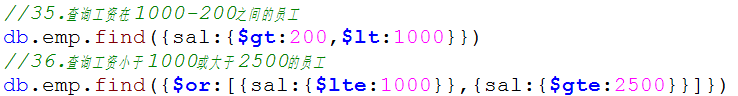 //35.查询工资在1000-200之间的员工
db.emp.find({sal:{$gt:200,$lt:1000}})
//36.查询工资小于1000或大于2500的员工
db.emp.find({$or:[{sal:{$lte:1000}},{sal:{$gte:2500}}]})